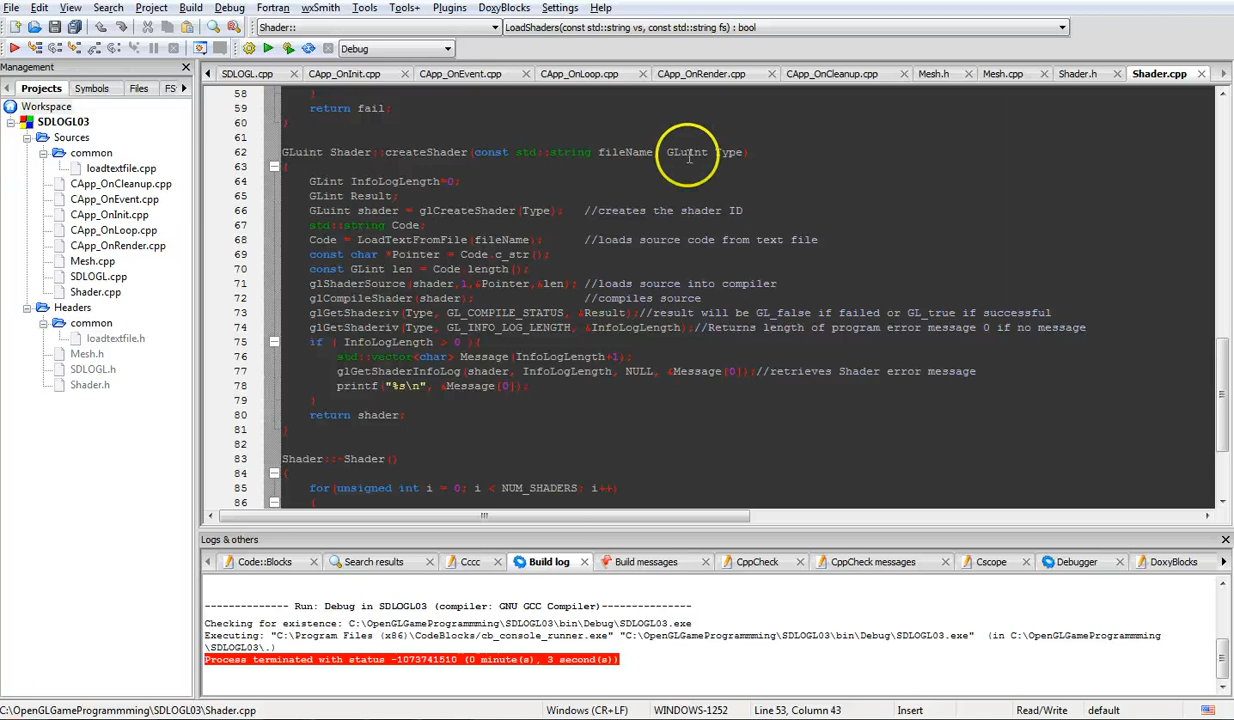 File Edit View Search Project Build Debug Fortran wxSmith Tools Tools+ Plugins DoxyBlocks Settings Help
Shader:: LoadShaders(const std::string vs, const std::string fs) : bool
Debug
Management
Projects Symbols Files FS
Workspace
SDLOGL03
Sources
common
loadtextfile.cpp
CApp_OnCleanup.cpp
CApp_OnEvent.cpp
CApp_OnInit.cpp
CApp_OnLoop.cpp
CApp_OnRender.cpp
Mesh.cpp
SDLOGL.cpp
Shader.cpp
Headers
common
loadtextfile.h
Mesh.h
SDLOGL.h
Shader.h
SDLOGL.cpp CApp_OnInit.cpp CApp_OnEvent.cpp CApp_OnLoop.cpp CApp_OnRender.cpp CApp_OnCleanup.cpp Mesh.h Mesh.cpp Shader.h Shader.cpp
58 }
59 return fail;
60 }
61
62 GLuint Shader::createShader(const std::string fileName, GLuint Type)
63 {
64 GLint InfoLogLength=0;
65 GLint Result;
66 GLuint shader = glCreateShader(Type); //creates the shader ID
67 std::string Code;
68 Code = LoadTextFromFile(fileName); //loads source code from text file
69 const char *Pointer = Code.c_str();
70 const GLint len = Code.length();
71 glShaderSource(shader,1,&Pointer,&len); //loads source into compiler
72 glCompileShader(shader); //compiles source
73 glGetShaderiv(Type, GL_COMPILE_STATUS, &Result);//result will be GL_false if failed or GL_true if successful
74 glGetShaderiv(Type, GL_INFO_LOG_LENGTH, &InfoLogLength);//Returns length of program error message 0 if no message
75 if ( InfoLogLength > 0 ){
76 std::vector<char> Message(InfoLogLength+1);
77 glGetShaderInfoLog(shader, InfoLogLength, NULL, &Message[0]);//retrieves Shader error message
78 printf("%s\n", &Message[0]);
79 }
80 return shader;
81 }
82
83 Shader::~Shader()
84 {
85 for(unsigned int i = 0; i < NUM_SHADERS; i++)
86 {
Logs & others
Code::Blocks Search results Cccc Build log Build messages CppCheck CppCheck messages Cscope Debugger DoxyBlocks
-------------- Run: Debug in SDLOGL03 (compiler: GNU GCC Compiler)---------------
Checking for existence: C:\OpenGLGameProgrammming\SDLOGL03\bin\Debug\SDLOGL03.exe
Executing: "C:\Program Files (x86)\CodeBlocks/cb_console_runner.exe" "C:\OpenGLGameProgrammming\SDLOGL03\bin\Debug\SDLOGL03.exe" (in C:\OpenGLGameProgrammming
\SDLOGL03\.)
Process terminated with status -1073741510 (0 minute(s), 3 second(s))
C:\OpenGLGameProgrammming\SDLOGL03\Shader.cpp Windows (CR+LF) WINDOWS-1252 Line 53, Column 43 Insert Read/Write default